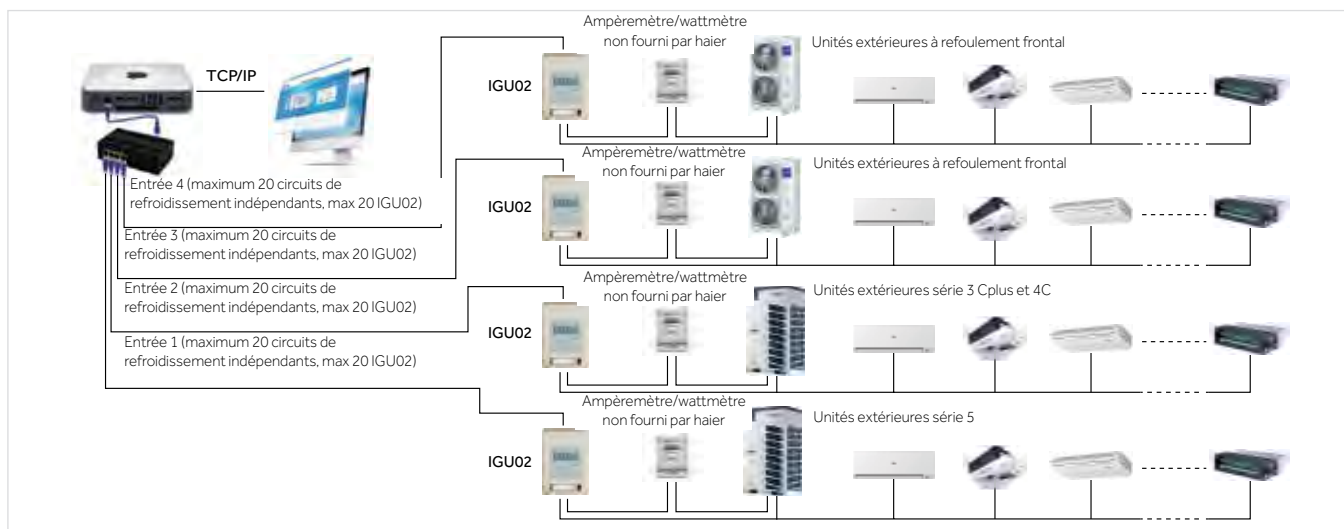 TCP/IP
Entrée 4 (maximum 20 circuits de
refroidissement indépendants, max 20 IGU02)
Entrée 3 (maximum 20 circuits de
refroidissement indépendants, max 20 IGU02)
Entrée 2 (maximum 20 circuits de
refroidissement indépendants, max 20 IGU02)
Entrée 1 (maximum 20 circuits de
refroidissement indépendants, max 20 IGU02)
Ampèremètre/wattmètre
non fourni par haier
Unités extérieures à refoulement frontal
IGU02
Ampèremètre/wattmètre
non fourni par haier
Unités extérieures à refoulement frontal
IGU02
Ampèremètre/wattmètre
non fourni par haier
Unités extérieures série 3 Cplus et 4C
IGU02
Ampèremètre/wattmètre
non fourni par haier
Unités extérieures série 5
IGU02